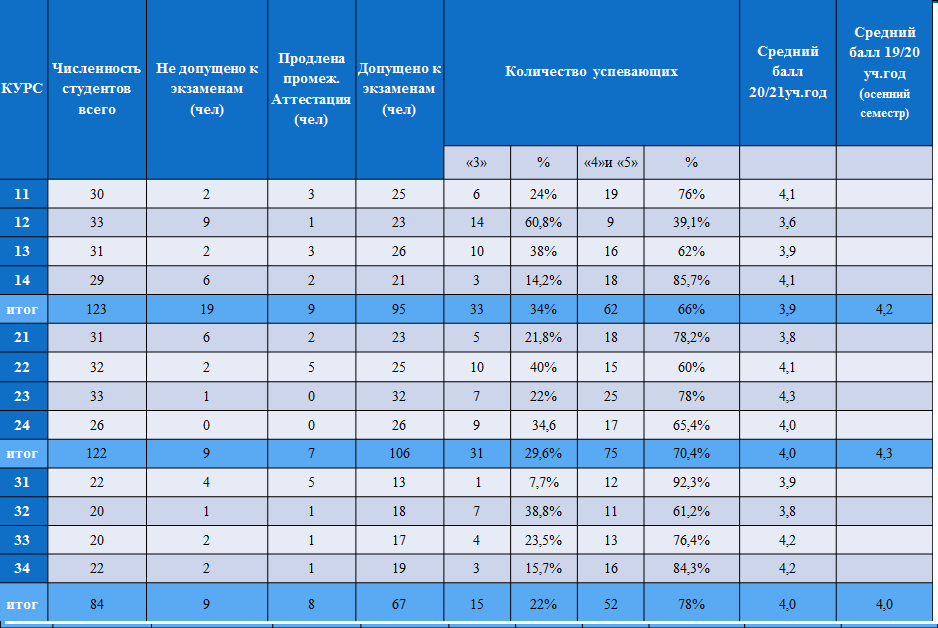 КУРС Численность студентов всего Не допущено к экзаменам (чел) Продлена промеж. Аттестация (чел) Допущено к экзаменам (чел) Количество успевающих Средний балл 20/21уч.год Средний балл 19/20 уч.год (осенний семестр)
«3» % «4»и «5» %
11 30 2 3 25 6 24% 19 76% 4,1
12 33 9 1 23 14 60,8% 9 39,1% 3,6
13 31 2 3 26 10 38% 16 62% 3,9
14 29 6 2 21 3 14,2% 18 85,7% 4,1
итог 123 19 9 95 33 34% 62 66% 3,9 4,2
21 31 6 2 23 5 21,8% 18 78,2% 3,8
22 32 2 5 25 10 40% 15 60% 4,1
23 33 1 0 32 7 22% 25 78% 4,3
24 26 0 0 26 9 34,6 17 65,4% 4,0
итог 122 9 7 106 31 29,6% 75 70,4% 4,0 4,3
31 22 4 5 13 1 7,7% 12 92,3% 3,9
32 20 1 1 18 7 38,8% 11 61,2% 3,8
33 20 2 1 17 4 23,5% 13 76,4% 4,2
34 22 2 1 19 3 15,7% 16 84,3% 4,2
итог 84 9 8 67 15 22% 52 78% 4,0 4,0